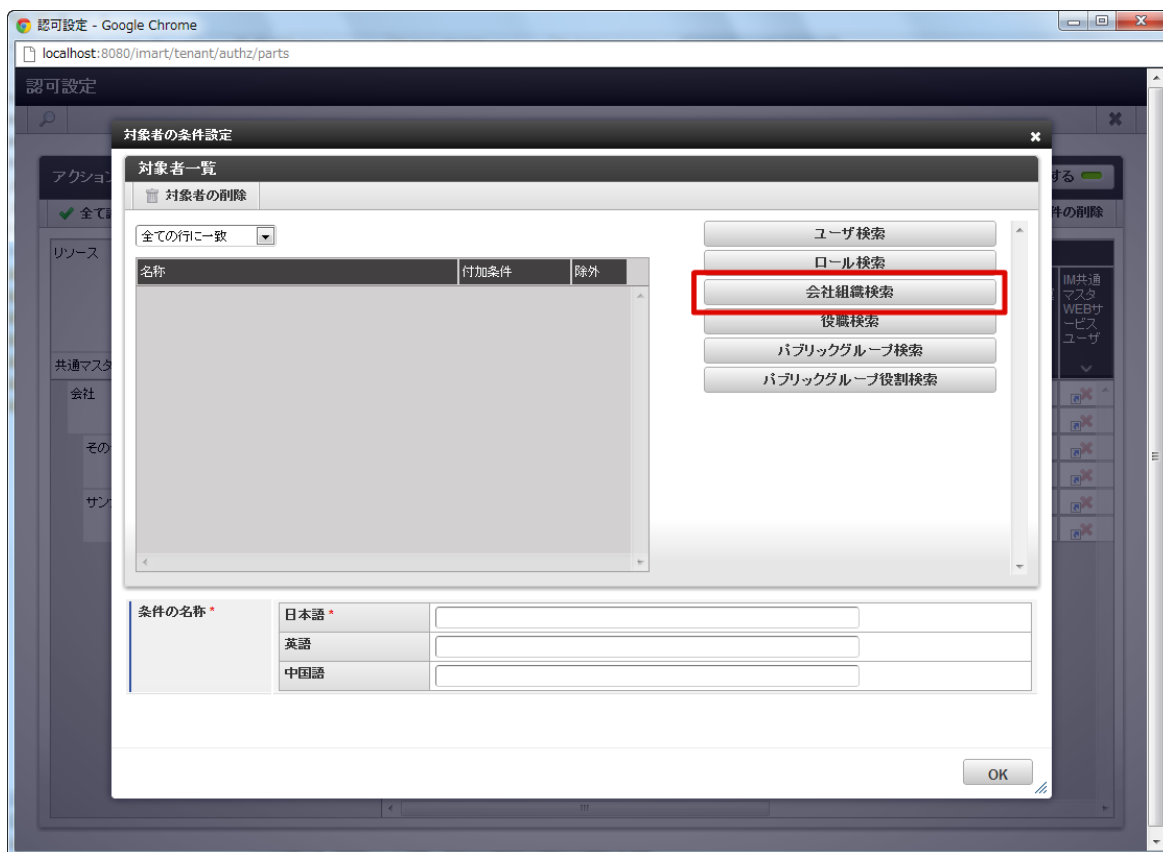 認可設定 - Google Chrome
localhost:8080/imart/tenant/authz/parts
認可設定
対象者の条件設定
アクション
対象者一覧
する
対象者の削除
全て
件の削除
全ての行に一致
ユーザ検索
リソース
名称
付加条件
除外
ロール検索
会社組織検索
IM共通
マスタ
WEBサ
ービス
ユーザ
役職検索
パブリックグループ検索
共通マスタ
パブリックグループ役割検索
会社
その
サン
条件の名称 *
日本語 *
英語
中国語
OK